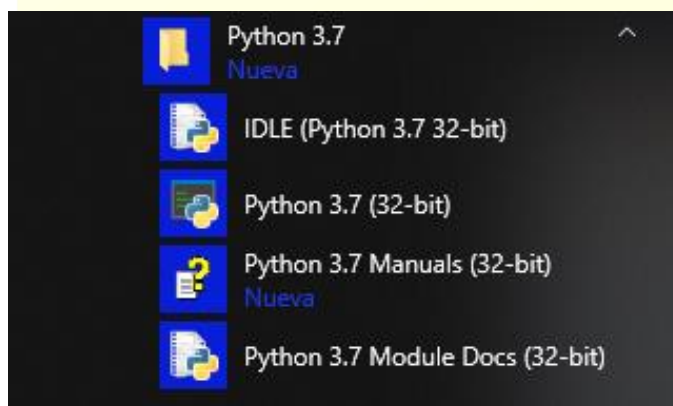 Python 3.7
Nueva
IDLE (Python 3.7 32-bit)
Python 3.7 (32-bit)
Python 3.7 Manuals (32-bit)
Nueva
Python 3.7 Module Docs (32-bit)